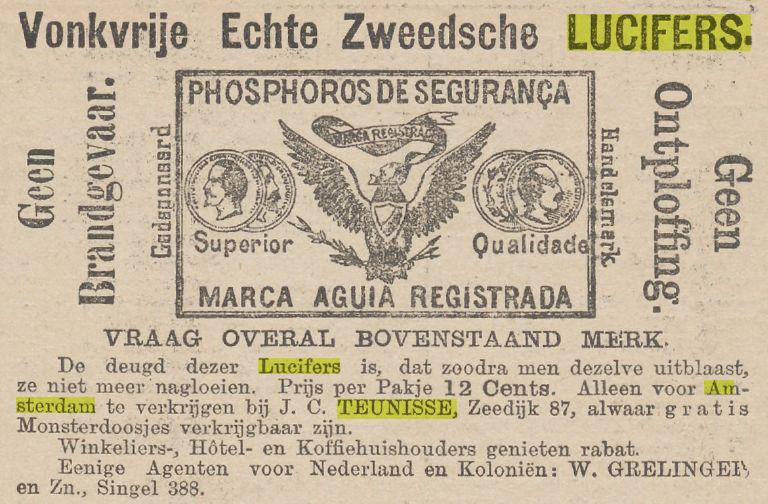 Vonkvrije Echte Zweedsche LUCIFERS.
Geen
Brandgevaar.
Gedeponeerd
PHOSPHOROS DE SEGURANÇA
MARCA REGISTRADA
Superior
Qualidade
MARCA AGUIA REGISTRADA
Handelsmerk
Geen
Ontploffing.
VRAAG OVERAL BOVENSTAAND MERK.
De deugd dezer Lucifers is, dat zoodra men dezelve uitblaast,
ze niet meer nagloeien. Prijs per Pakje 12 Cents. Alleen voor Am-
sterdam te verkrijgen bij J. C. TEUNISSE, Zeedijk 87, alwaar gratis
Monsterdoosjes verkrijgbaar zijn.
Winkeliers-, Hôtel- en Koffiehuishouders genieten rabat.
Eenige Agenten voor Nederland en Koloniën: W. GRELINGER
en Zn., Singel 388.